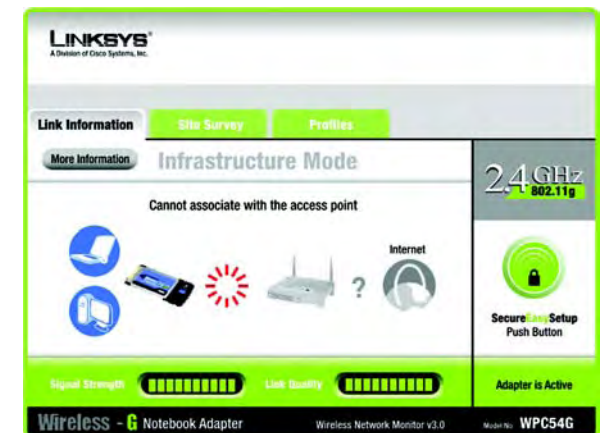 LINKSYS®
A Division of Cisco Systems, Inc.
Link Information
Site Survey
Profiles
More Information
Infrastructure Mode
2.4 GHz
802.11g
Cannot associate with the access point
Internet
?
SecureEasySetup
Push Button
Signal Strength
Link Quality
Adapter is Active
Wireless - G Notebook Adapter
Wireless Network Monitor v3.0
Model No. WPC54G